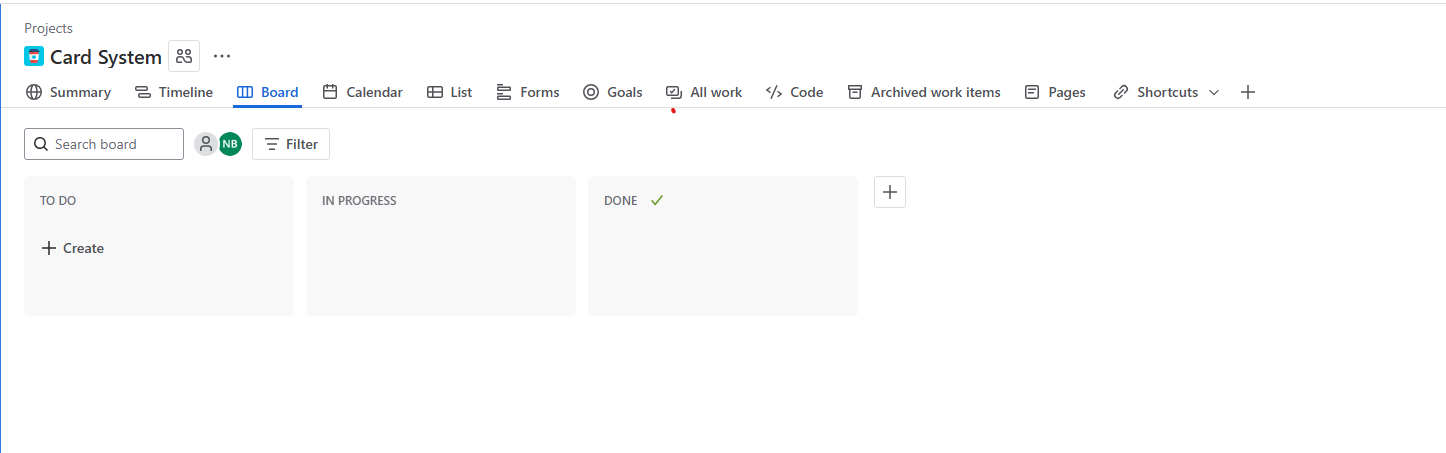 Projects
Card System
Summary Timeline Board Calendar List Forms Goals All work Code Archived work items Pages Shortcuts
Search board NB Filter
TO DO IN PROGRESS DONE
Create